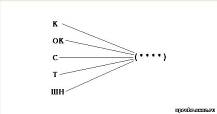 К
ОК
С
Т
ШН
(****)